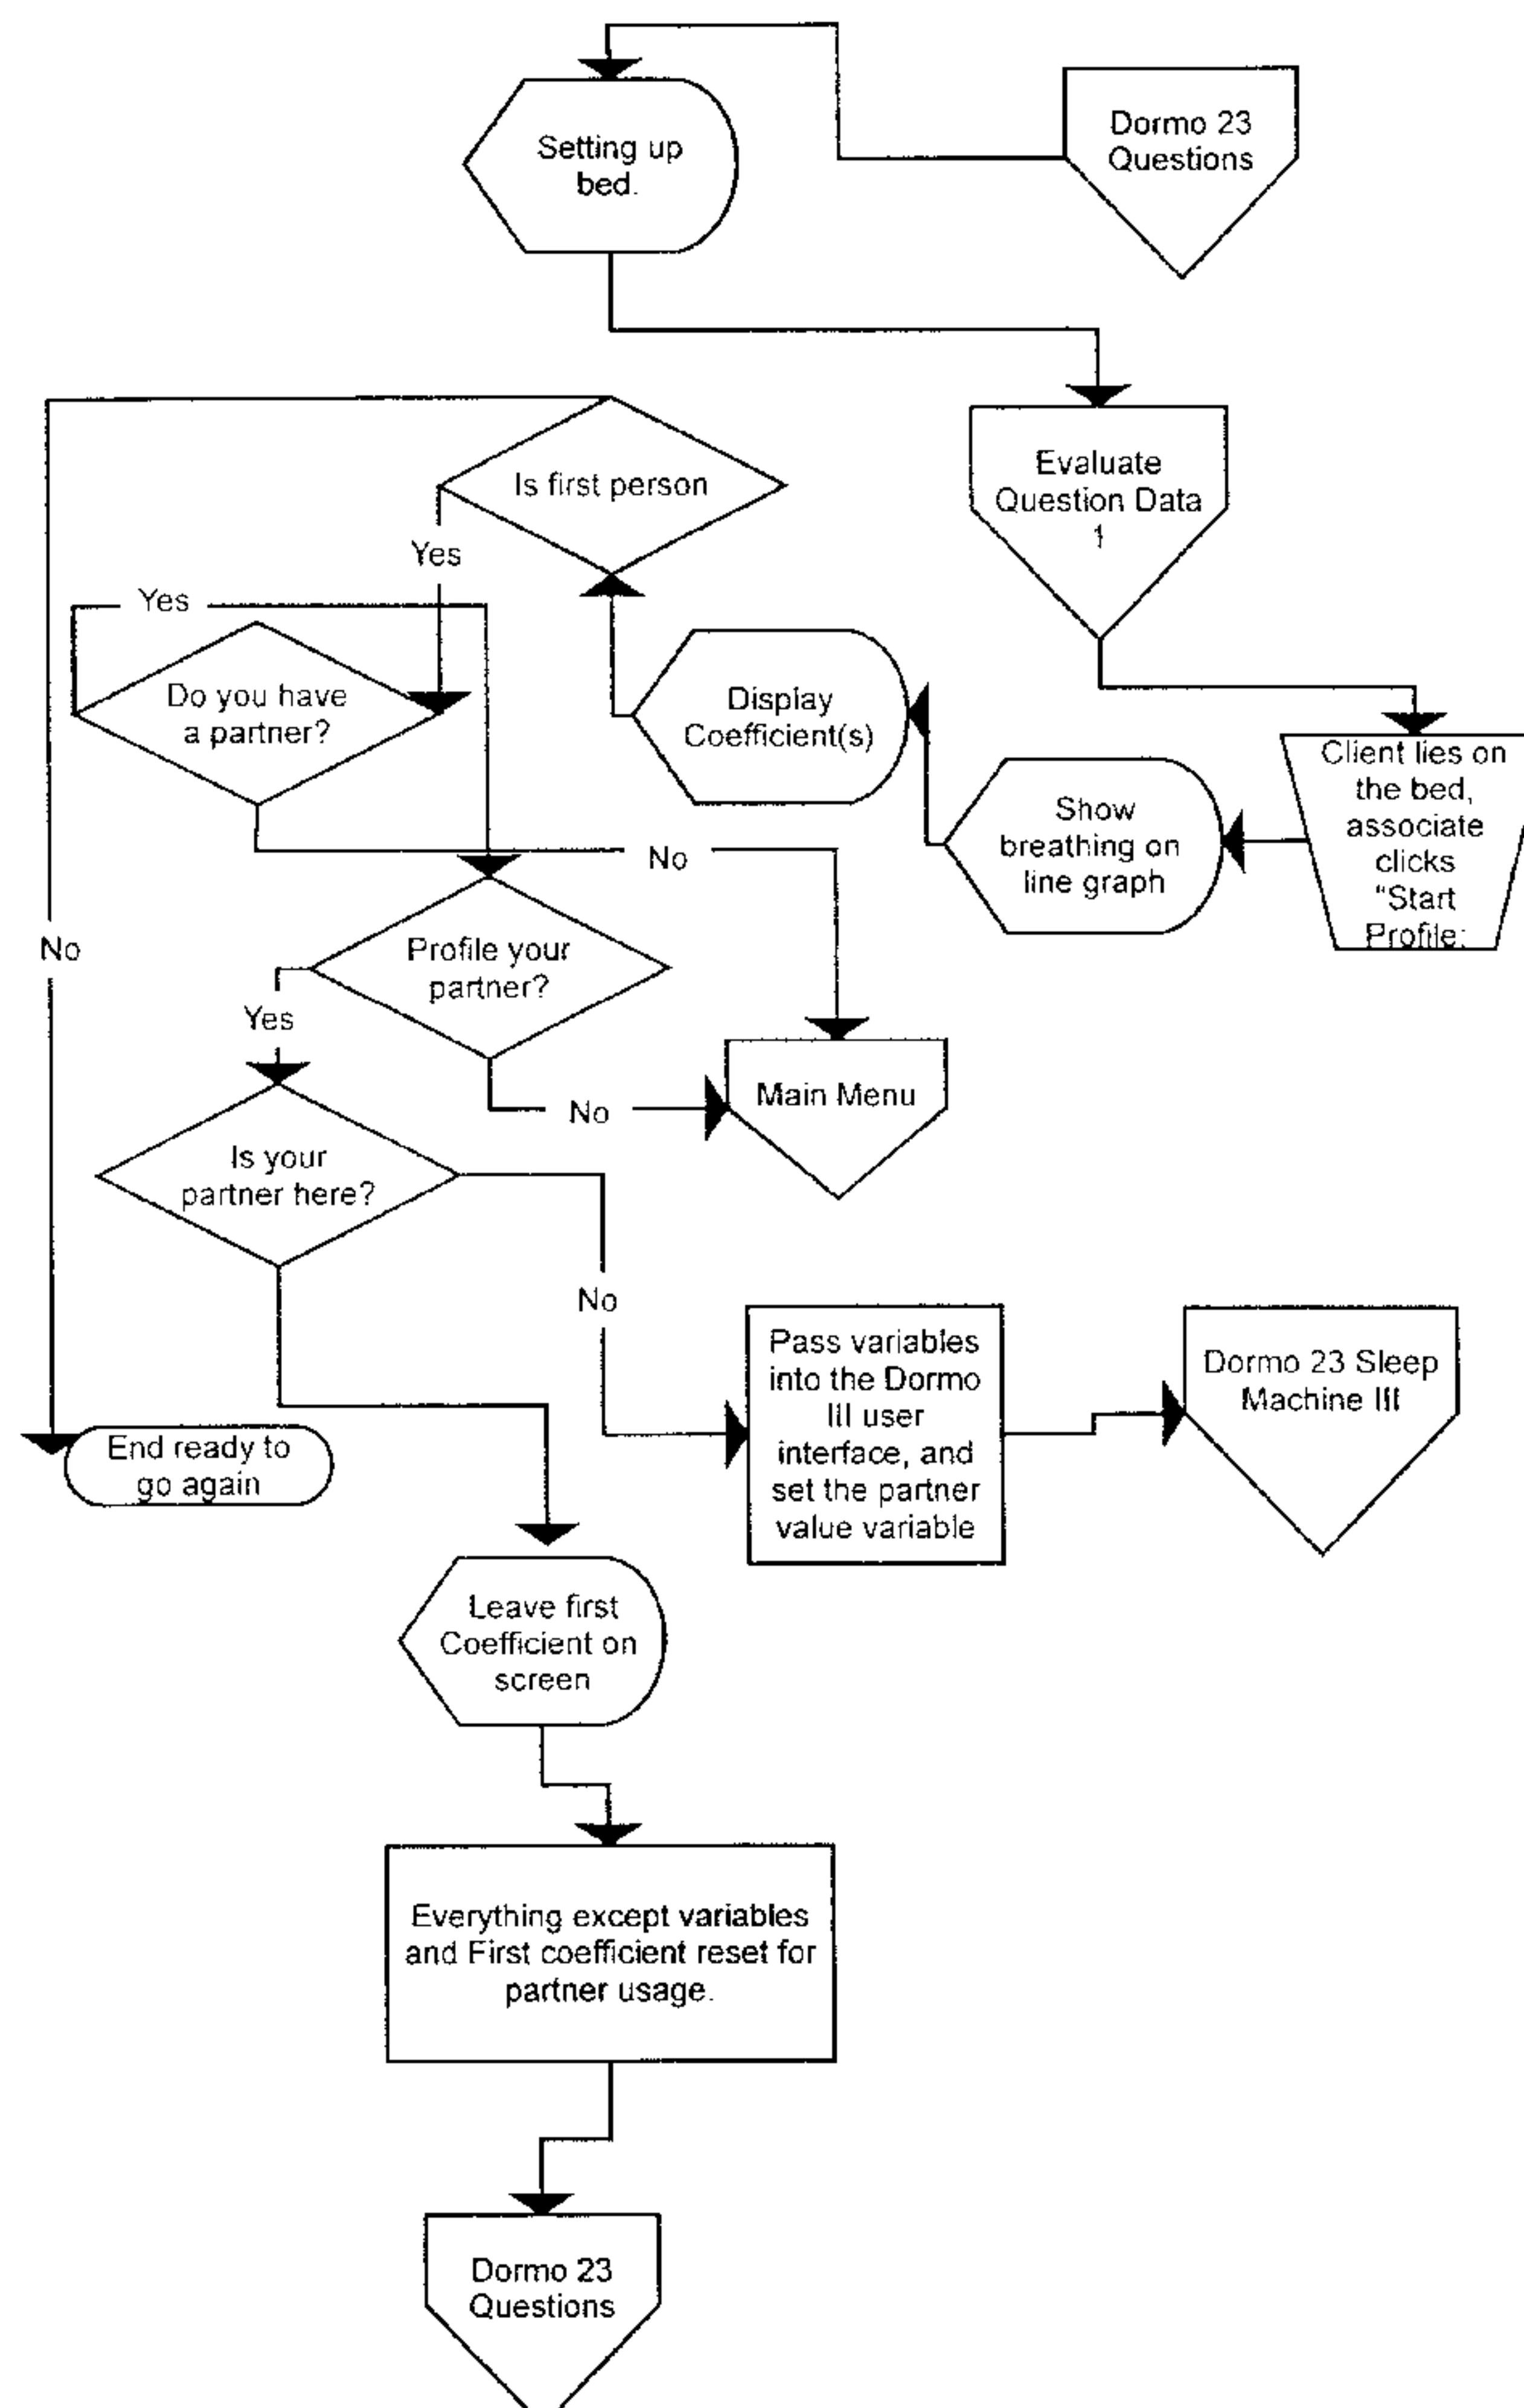 Dormo 23
Questions
Setting up
bed.
Evaluate
Question Data
1
Is first person
Yes
Yes
Do you have
a partner?
Display
Coefficient(s)
Client lies on
the bed,
associate
clicks
"Start
Profile:
Show
breathing on
line graph
No
No
Profile your
partner?
Yes
Main Menu
No
Is your
partner here?
No
Pass variables
into the Dormo
III user
interface, and
set the partner
value variable
Dormo 23 Sleep
Machine III
End ready to
go again
Leave first
Coefficient on
screen
Everything except variables
and First coefficient reset for
partner usage.
Dormo 23
Questions